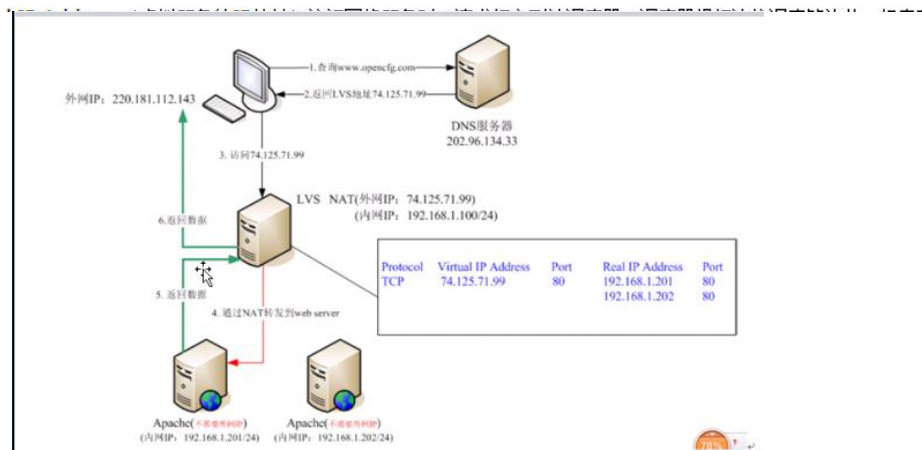 1.查询www.opencfg.com
2.返回LVS地址74.125.71.99
外网IP：220.181.112.143
DNS服务器
202.96.134.33
3. 访问74.125.71.99
LVS NAT(外网IP: 74.125.71.99)
(内网IP: 192.168.1.100/24)
6.返回数据
Protocol Virtual IP Address Port Real IP Address Port
TCP 74.125.71.99 80 192.168.1.201 80
192.168.1.202 80
5. 返回数据
4. 通过NAT转发到web server
Apache(不需要外网IP)
(内网IP: 192.168.1.201/24)
Apache(不需要外网IP)
(内网IP: 192.168.1.202/24)
78%